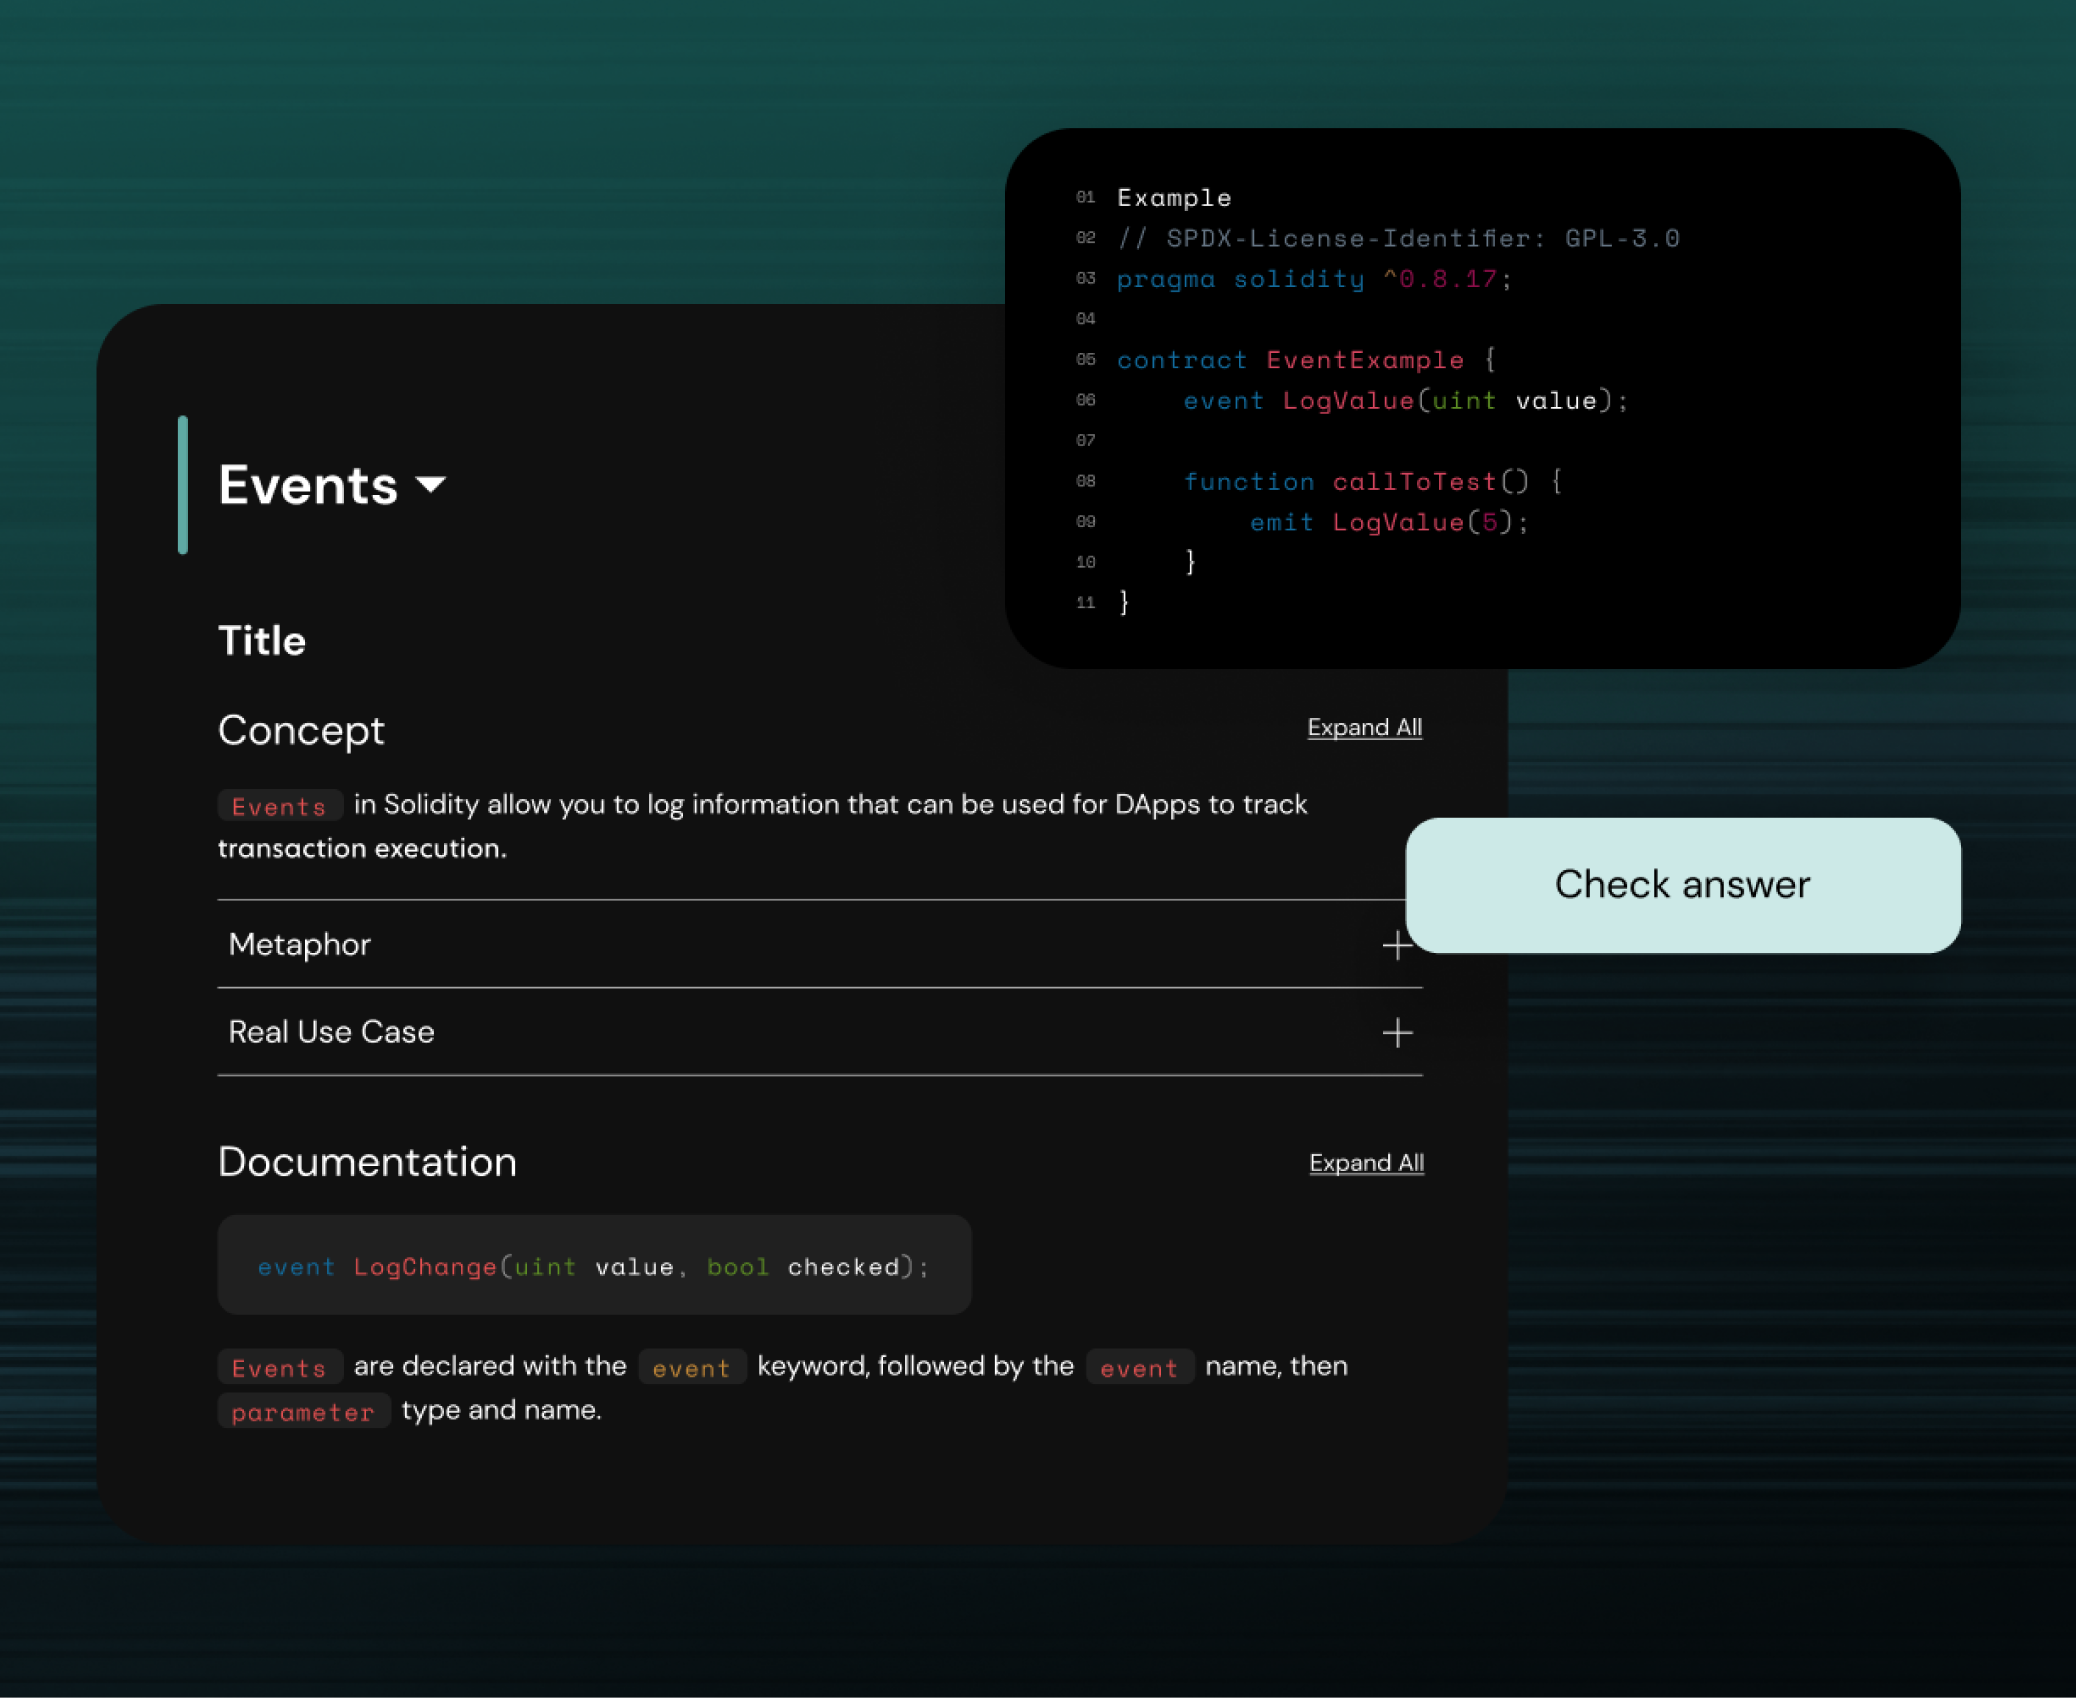 01 Example
02 // SPDX-License-Identifier: GPL-3.0
03 pragma solidity ^0.8.17;
04
05 contract EventExample {
06     event LogValue(uint value);
07
08     function callToTest() {
09         emit LogValue(5);
10     }
11 }
Events
Title
Concept
Expand All
Events in Solidity allow you to log information that can be used for DApps to track
transaction execution.
Check answer
Metaphor
Real Use Case
Documentation
Expand All
event LogChange(uint value, bool checked);
Events are declared with the event keyword, followed by the event name, then
parameter type and name.